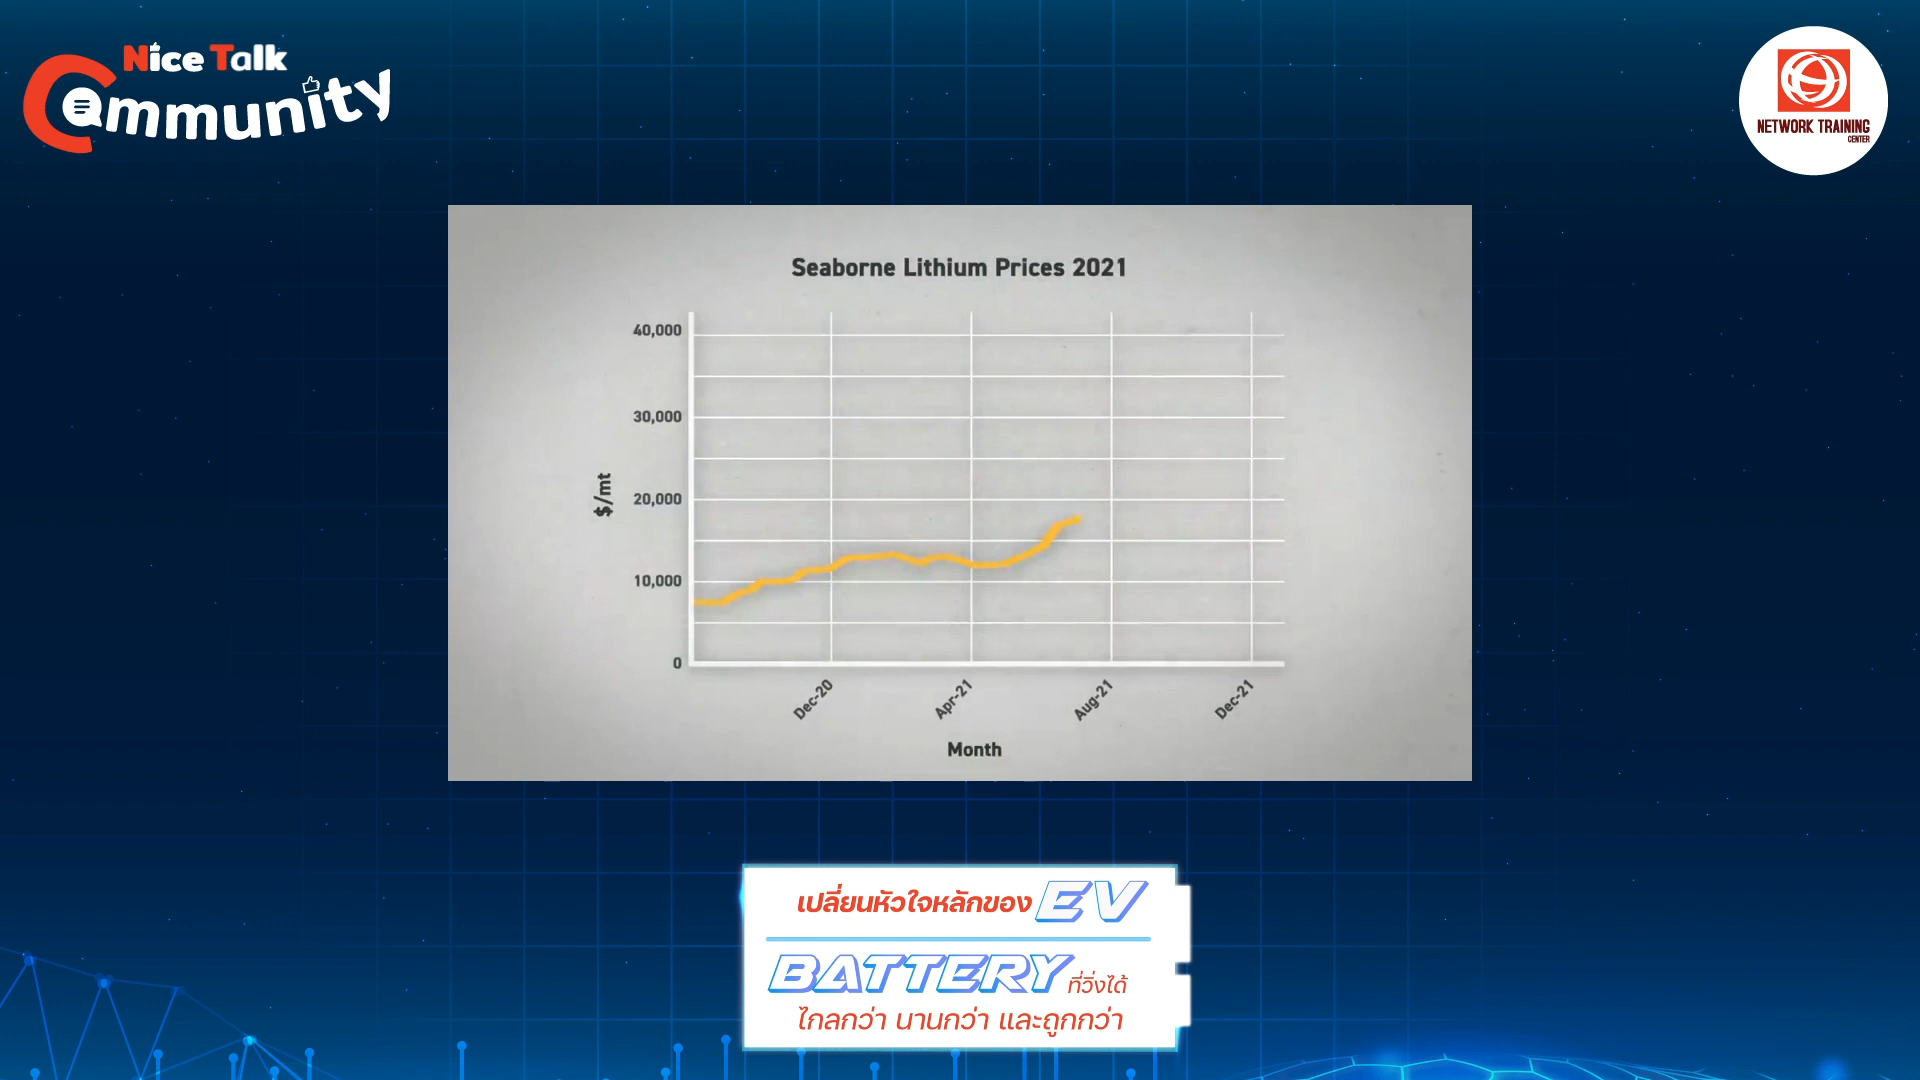 Nice Talk
Community
NETWORK TRAINING
CENTER
Seaborne Lithium Prices 2021
40,000
30,000
20,000
10,000
0
$/mt
Dec-20
Apr-21
Aug-21
Dec-21
Month
เปลี่ยนหัวใจหลักของ EV
BATTERY ที่วิ่งได้
ไกลกว่า นานกว่า และถูกกว่า